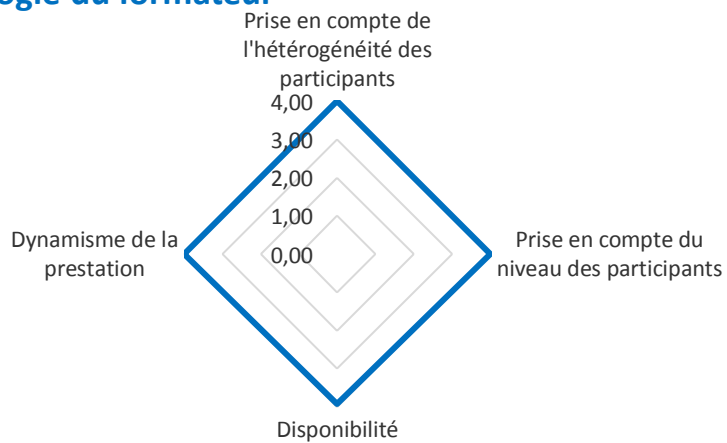 ogie du formateur
Prise en compte de
l'hétérogénéité des
participants
4,00
3,00
2,00
1,00
0,00
Dynamisme de la
prestation
Prise en compte du
niveau des participants
Disponibilité